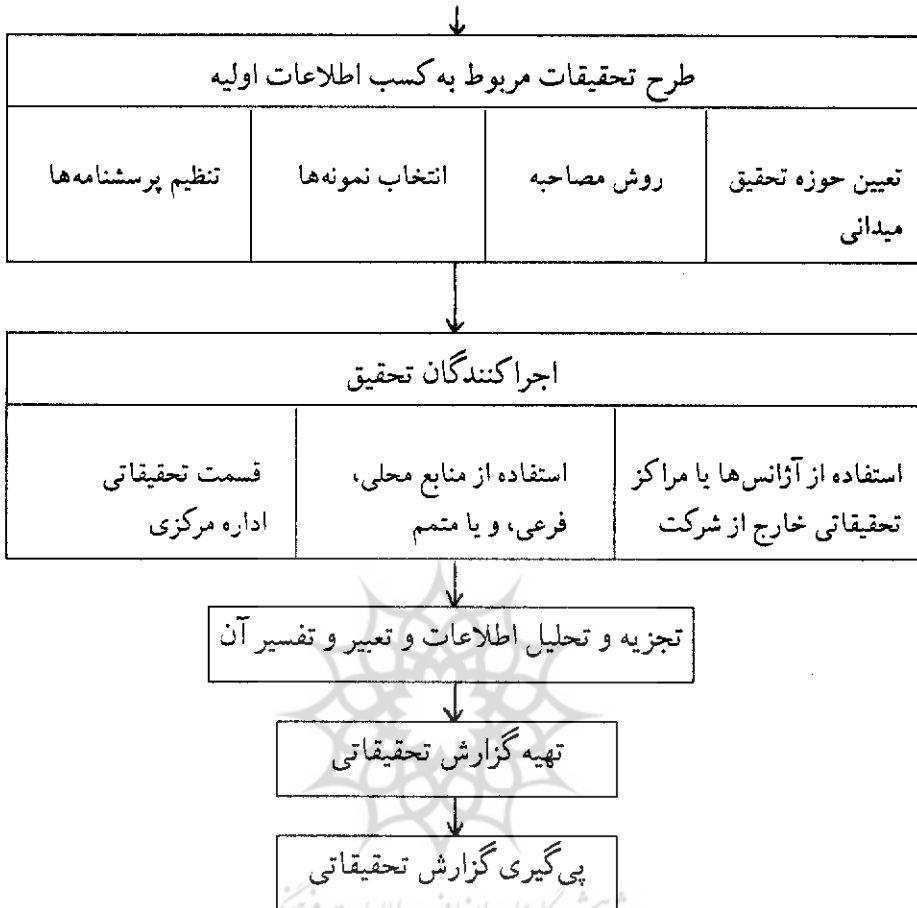 طرح تحقیقات مربوط به کسب اطلاعات اولیه
تعیین حوزه تحقیق
میدانی
روش مصاحبه
انتخاب نمونه‌ها
تنظیم پرسشنامه‌ها
اجراکنندگان تحقیق
استفاده از آژانس‌ها یا مراکز
تحقیقاتی خارج از شرکت
استفاده از منابع محلی،
فرعی، و یا متمم
قسمت تحقیقاتی
اداره مرکزی
تجزیه و تحلیل اطلاعات و تعبیر و تفسیر آن
تهیه گزارش تحقیقاتی
پی‌گیری گزارش تحقیقاتی